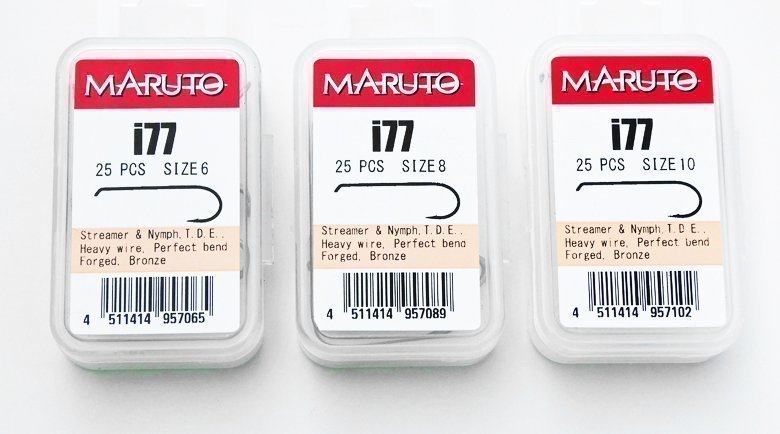 MARUTO
i77
25 PCS SIZE 6
Streamer & Nymph, T.D.E.,
Heavy wire, Perfect bend
Forged, Bronze
4 511414 957065
MARUTO
i77
25 PCS SIZE 8
Streamer & Nymph, T.D.E.,
Heavy wire, Perfect bend
Forged, Bronze
4 511414 957089
MARUTO
i77
25 PCS SIZE 10
Streamer & Nymph, T.D.E.,
Heavy wire, Perfect bend
Forged, Bronze
4 511414 957102